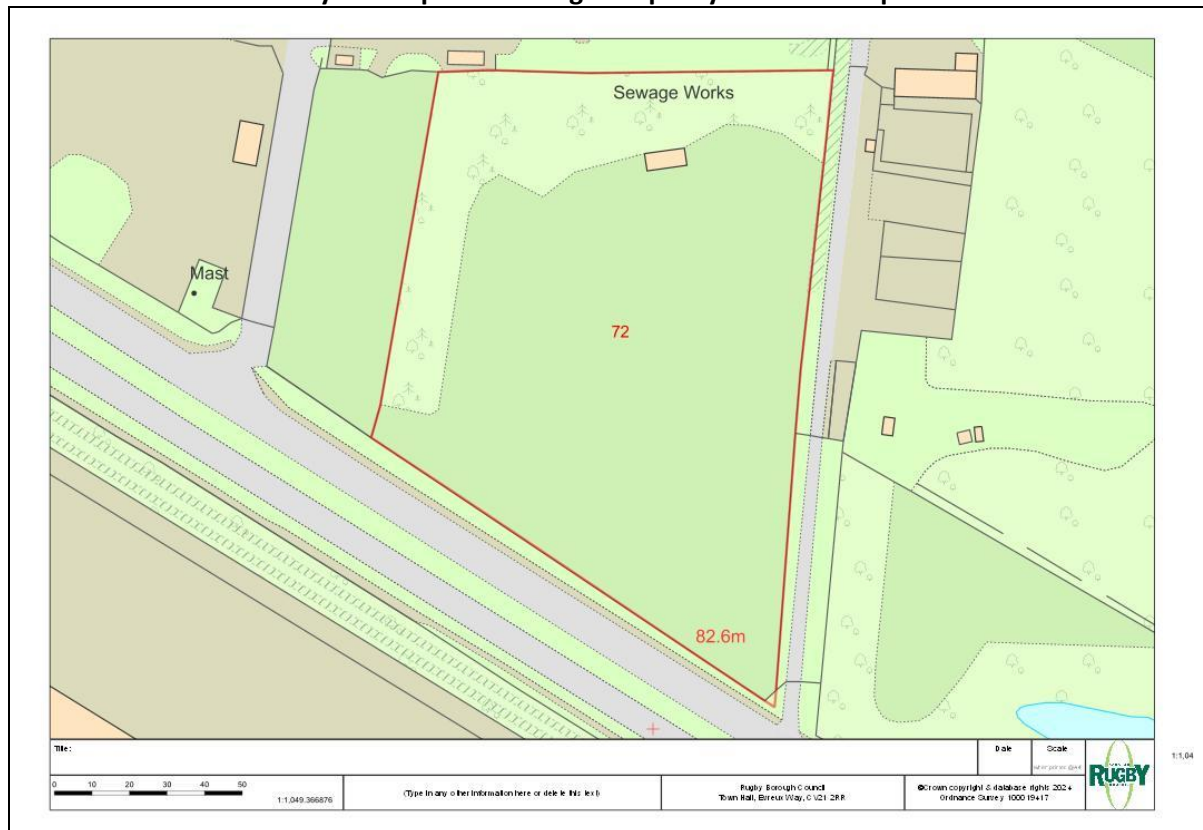 Sewage Works
Mast
72
82.6m
Title:
Date
Scale
0 10 20 30 40 50
1:1,049.366876
(Type in any other information here or delete this text)
Rugby Borough Council
Town Hall, Evreux Way, CV21 2RR
©Crown copyright & database rights 2024
Ordnance Survey 100019417
RUGBY
1:1,04